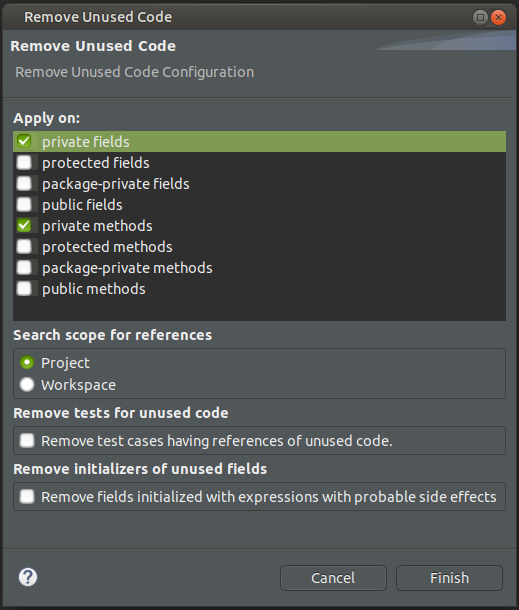 Remove Unused Code
Remove Unused Code
Remove Unused Code Configuration
Apply on:
private fields
protected fields
package-private fields
public fields
private methods
protected methods
package-private methods
public methods
Search scope for references
Project
Workspace
Remove tests for unused code
Remove test cases having references of unused code.
Remove initializers of unused fields
Remove fields initialized with expressions with probable side effects
?
Cancel
Finish